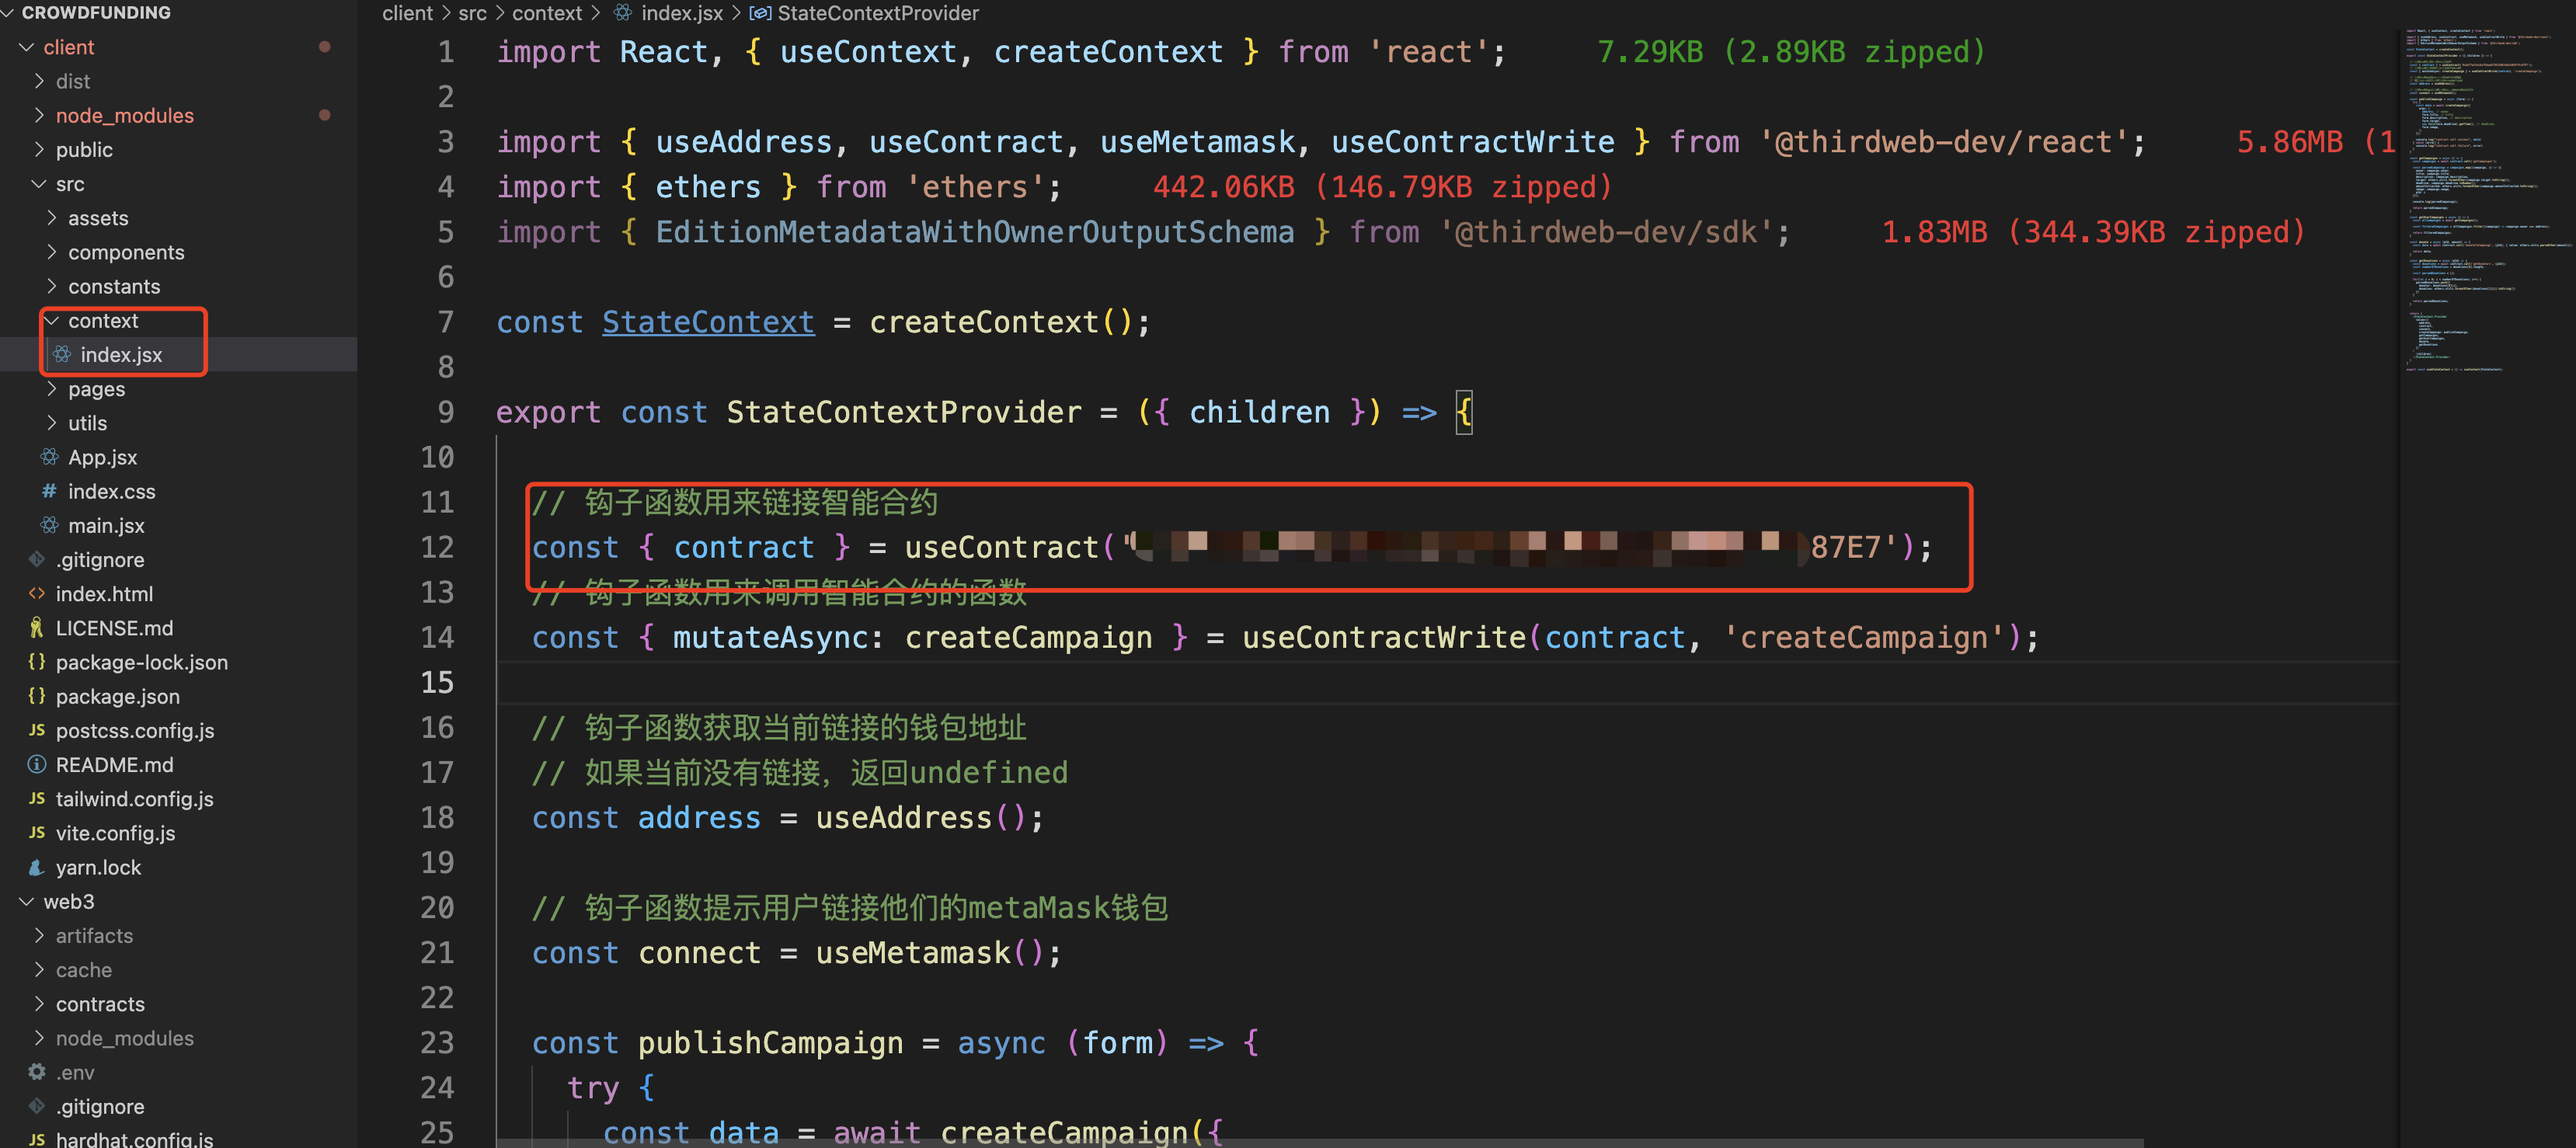 CROWDFUNDING
client
dist
node_modules
public
src
assets
components
constants
context
index.jsx
pages
utils
App.jsx
# index.css
main.jsx
.gitignore
<> index.html
LICENSE.md
{} package-lock.json
{} package.json
JS postcss.config.js
README.md
JS tailwind.config.js
JS vite.config.js
yarn.lock
web3
artifacts
cache
contracts
node_modules
.env
.gitignore
JS hardhat.config.js
client > src > context > index.jsx > StateContextProvider
1 import React, { useContext, createContext } from 'react'; 7.29KB (2.89KB zipped)
2
3 import { useAddress, useContract, useMetamask, useContractWrite } from '@thirdweb-dev/react'; 5.86MB (1
4 import { ethers } from 'ethers'; 442.06KB (146.79KB zipped)
5 import { EditionMetadataWithOwnerOutputSchema } from '@thirdweb-dev/sdk'; 1.83MB (344.39KB zipped)
6
7 const StateContext = createContext();
8
9 export const StateContextProvider = ({ children }) => {
10
11 // 钩子函数用来链接智能合约
12 const { contract } = useContract('87E7');
13 // 钩子函数用来调用智能合约的函数
14 const { mutateAsync: createCampaign } = useContractWrite(contract, 'createCampaign');
15
16 // 钩子函数获取当前链接的钱包地址
17 // 如果当前没有链接，返回undefined
18 const address = useAddress();
19
20 // 钩子函数提示用户链接他们的metaMask钱包
21 const connect = useMetamask();
22
23 const publishCampaign = async (form) => {
24 try {
25 const data = await createCampaign({